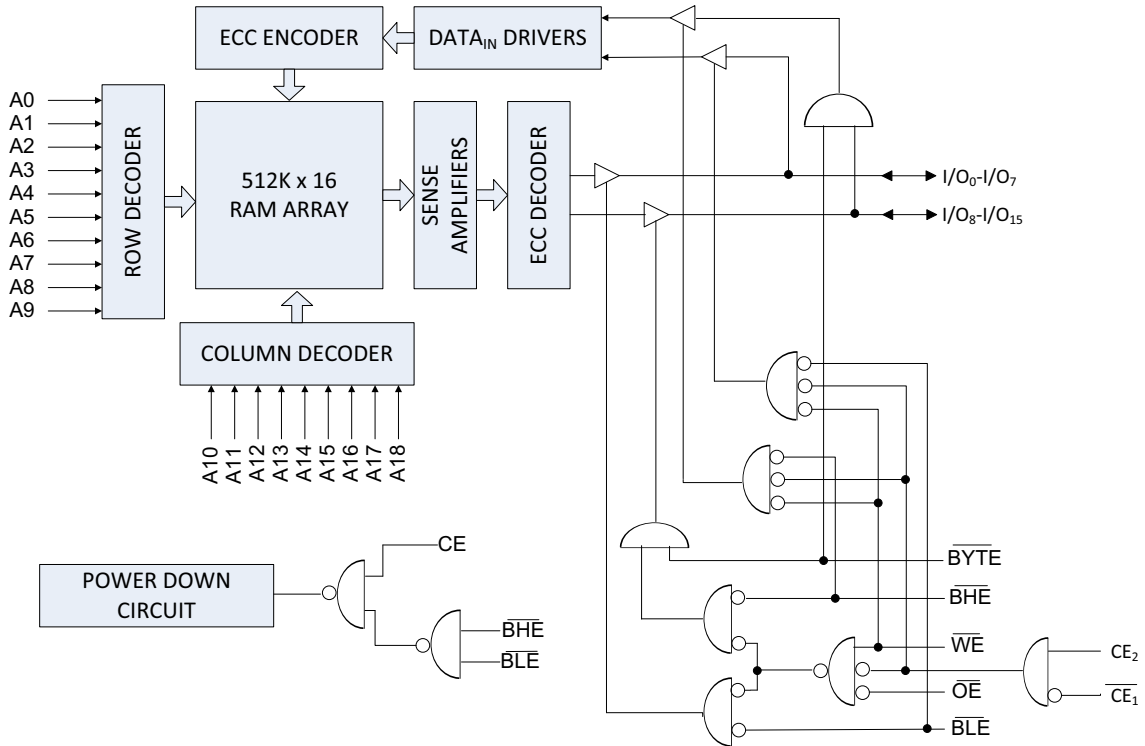 ECC ENCODER
DATAIN DRIVERS
A0
A1
A2
A3
A4
A5
A6
A7
A8
A9
ROW DECODER
512K x 16
RAM ARRAY
SENSE
AMPLIFIERS
ECC DECODER
I/O0-I/O7
I/O8-I/O15
COLUMN DECODER
A10
A11
A12
A13
A14
A15
A16
A17
A18
CE
POWER DOWN
CIRCUIT
BHE
BLE
BYTE
BHE
WE
OE
BLE
CE2
CE1